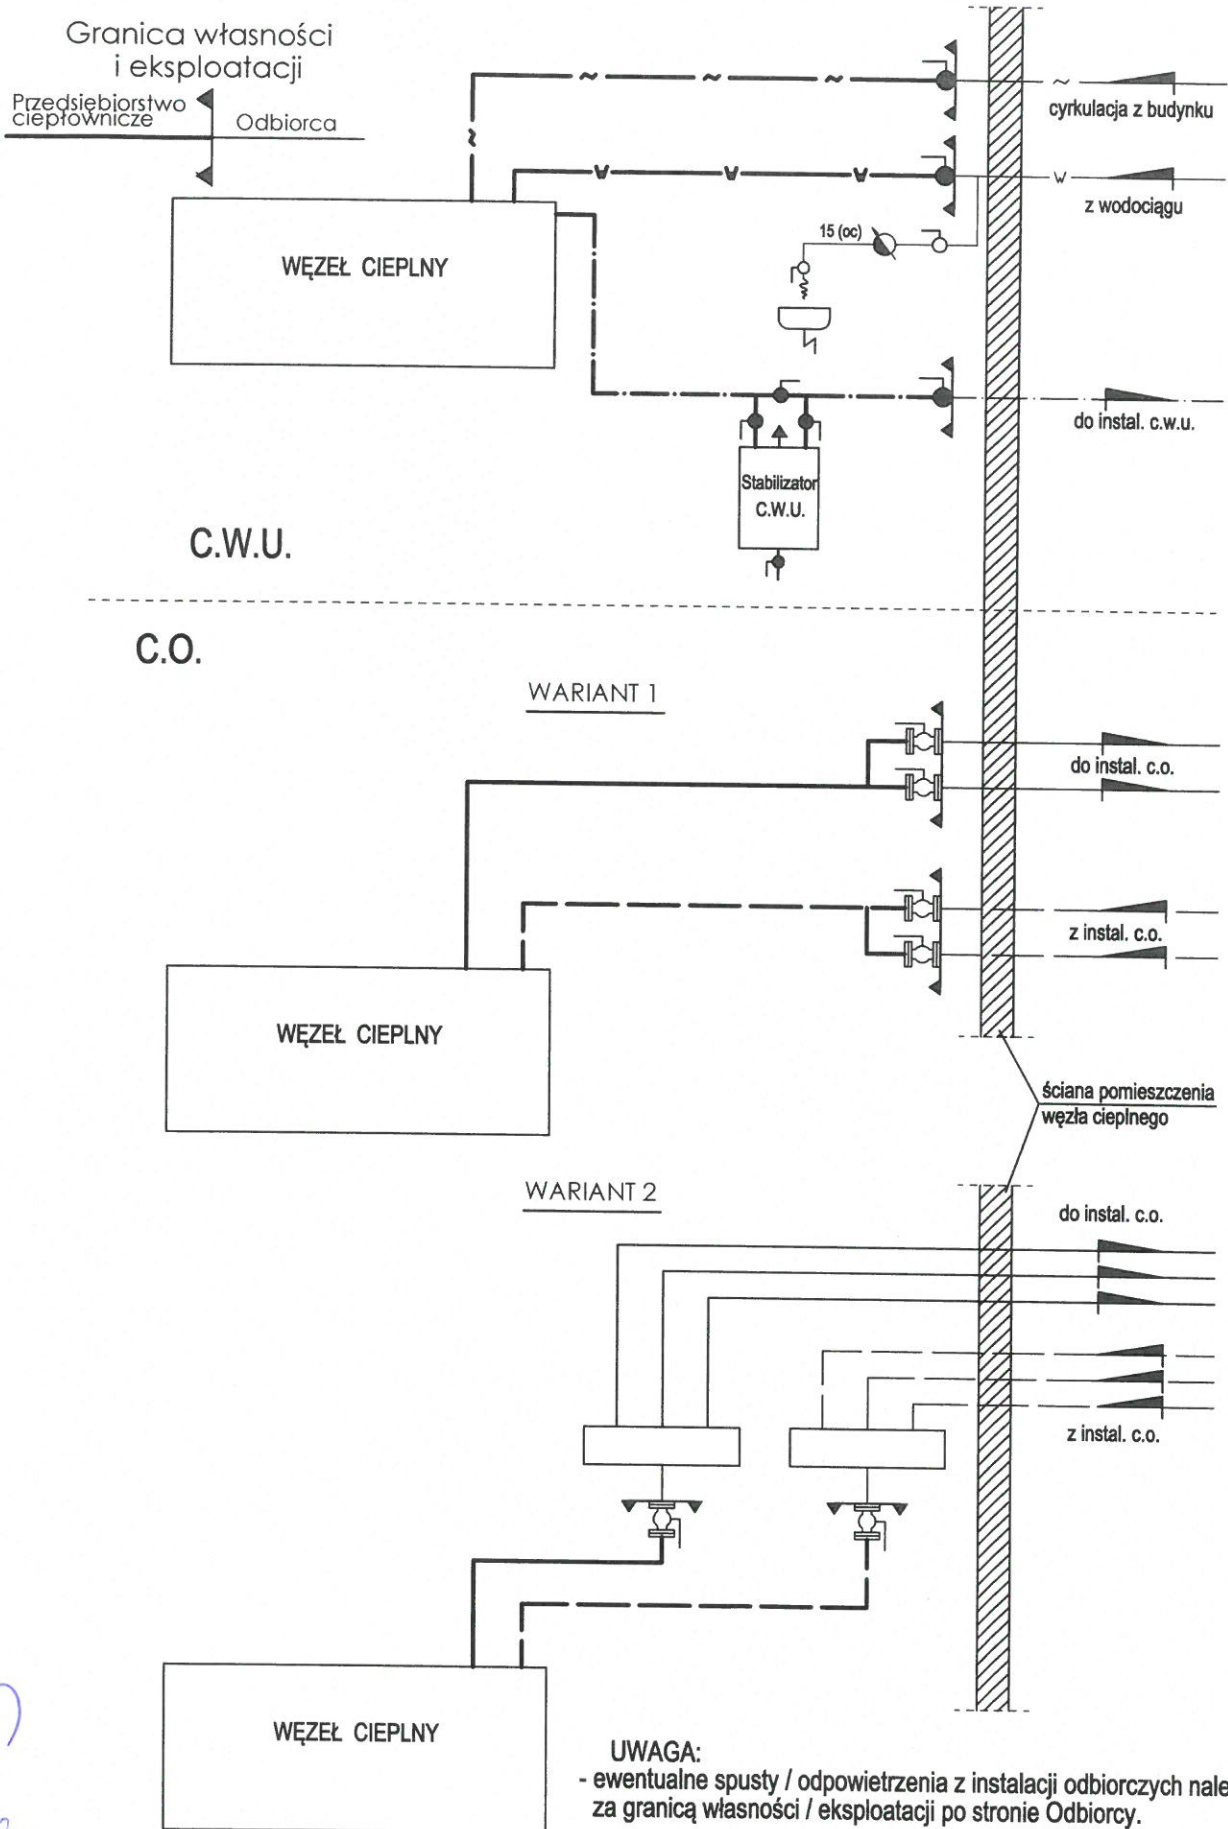 Granica własności
i eksploatacji
Przedsiębiorstwo
ciepłownicze
Odbiorca
~ ~ ~ ~
cyrkulacja z budynku
~
W W W W
z wodociągu
15 (oc)
WĘZEŁ CIEPLNY
do instal. c.w.u.
Stabilizator
C.W.U.
C.W.U.
C.O.
WARIANT 1
do instal. c.o.
z instal. c.o.
WĘZEŁ CIEPLNY
ściana pomieszczenia
węzła cieplnego
WARIANT 2
do instal. c.o.
z instal. c.o.
WĘZEŁ CIEPLNY
UWAGA:
- ewentualne spusty / odpowietrzenia z instalacji odbiorczych nale
za granicą własności / eksploatacji po stronie Odbiorcy.